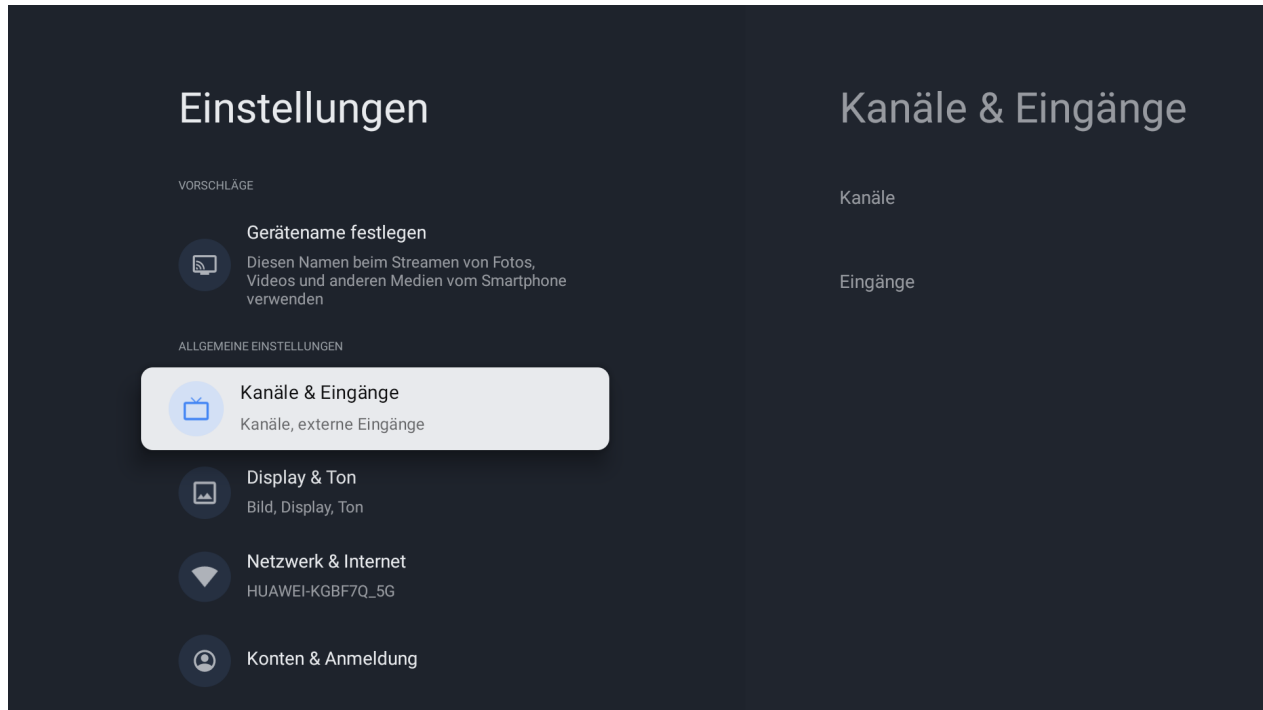 Einstellungen
VORSCHLÄGE
Gerätename festlegen
Diesen Namen beim Streamen von Fotos,
Videos und anderen Medien vom Smartphone
verwenden
ALLGEMEINE EINSTELLUNGEN
Kanäle & Eingänge
Kanäle, externe Eingänge
Display & Ton
Bild, Display, Ton
Netzwerk & Internet
HUAWEI-KGBF7Q_5G
Konten & Anmeldung
Kanäle & Eingänge
Kanäle
Eingänge